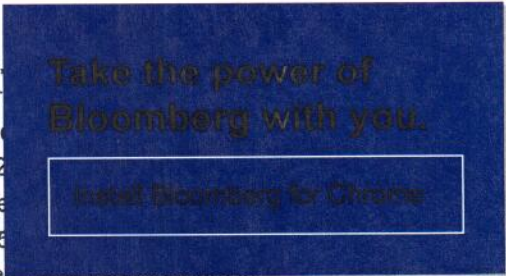 Take the power of
Bloomberg with you.
Install Bloomberg for Chrome